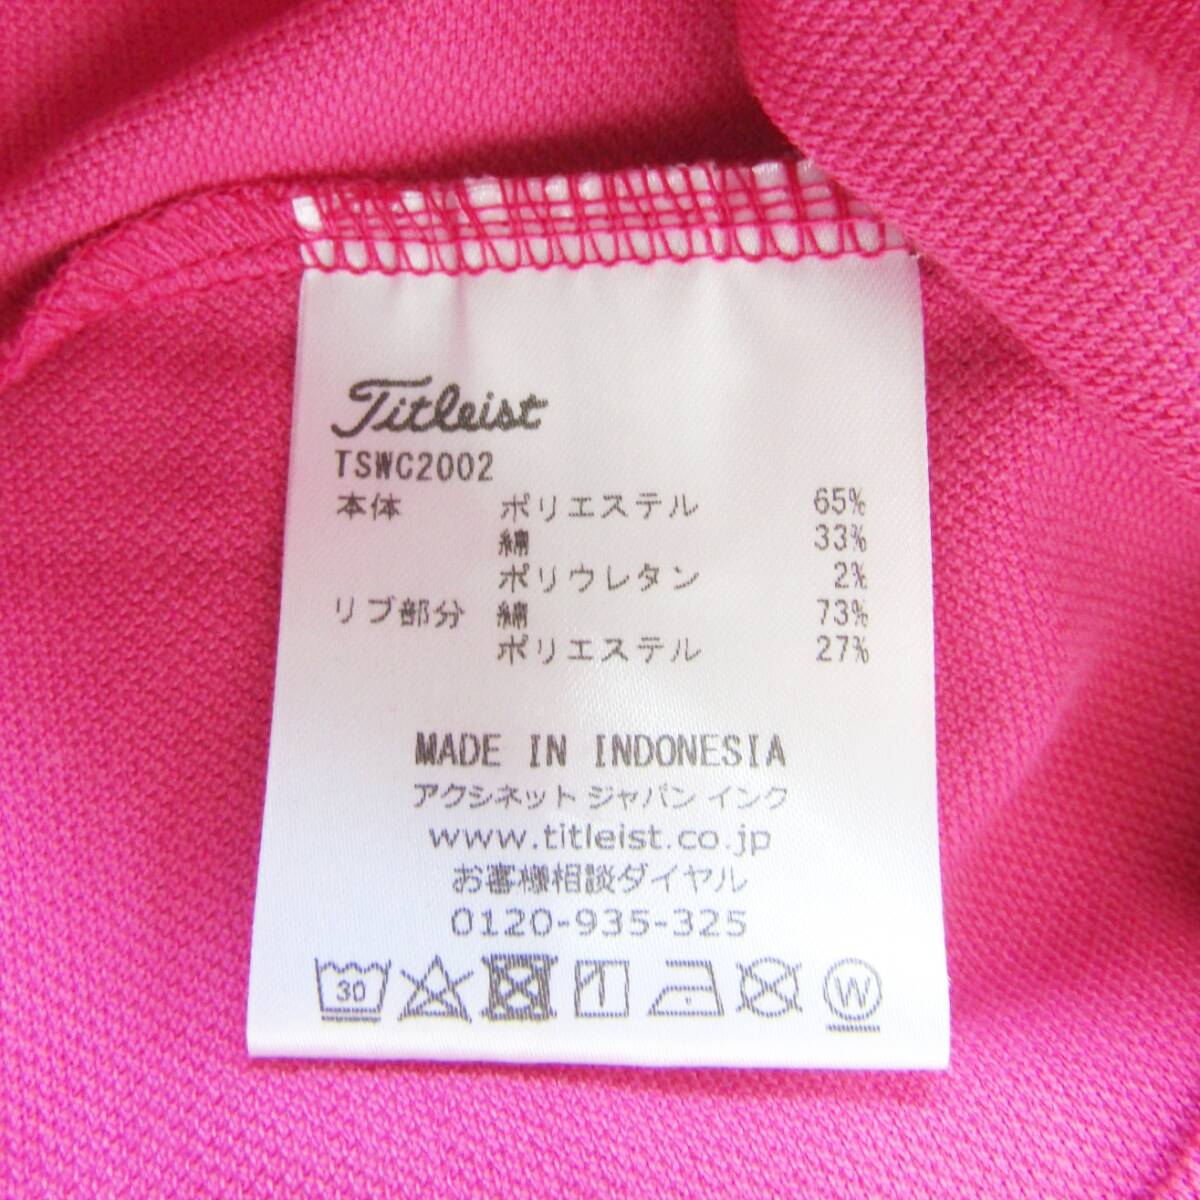 Titleist
TSWC2002
本体 ポリエステル 65%
綿 33%
ポリウレタン 2%
リブ部分 綿 73%
ポリエステル 27%
MADE IN INDONESIA
アクシネット ジャパン インク
www.titleist.co.jp
お客様相談ダイヤル
0120-935-325
30 W